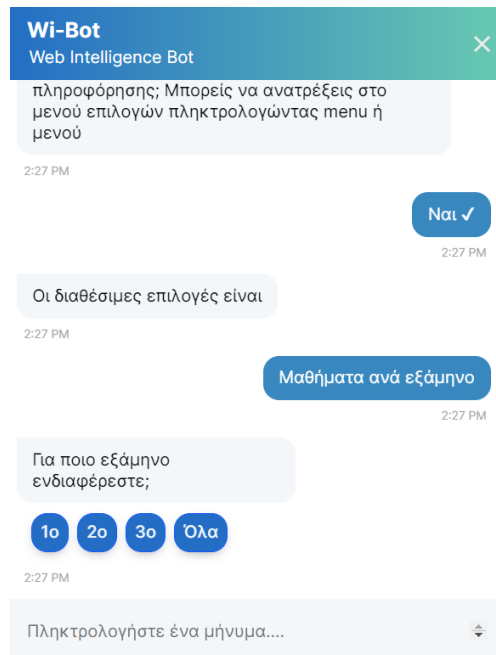 Wi-Bot
Web Intelligence Bot
πληροφόρησης; Μπορείς να ανατρέξεις στο
μενού επιλογών πληκτρολογώντας menu ή
μενού
2:27 PM
Ναι ✓
2:27 PM
Οι διαθέσιμες επιλογές είναι
2:27 PM
Μαθήματα ανά εξάμηνο
2:27 PM
Για ποιο εξάμηνο
ενδιαφέρεστε;
1ο 2ο 3ο Όλα
2:27 PM
Πληκτρολογήστε ένα μήνυμα....